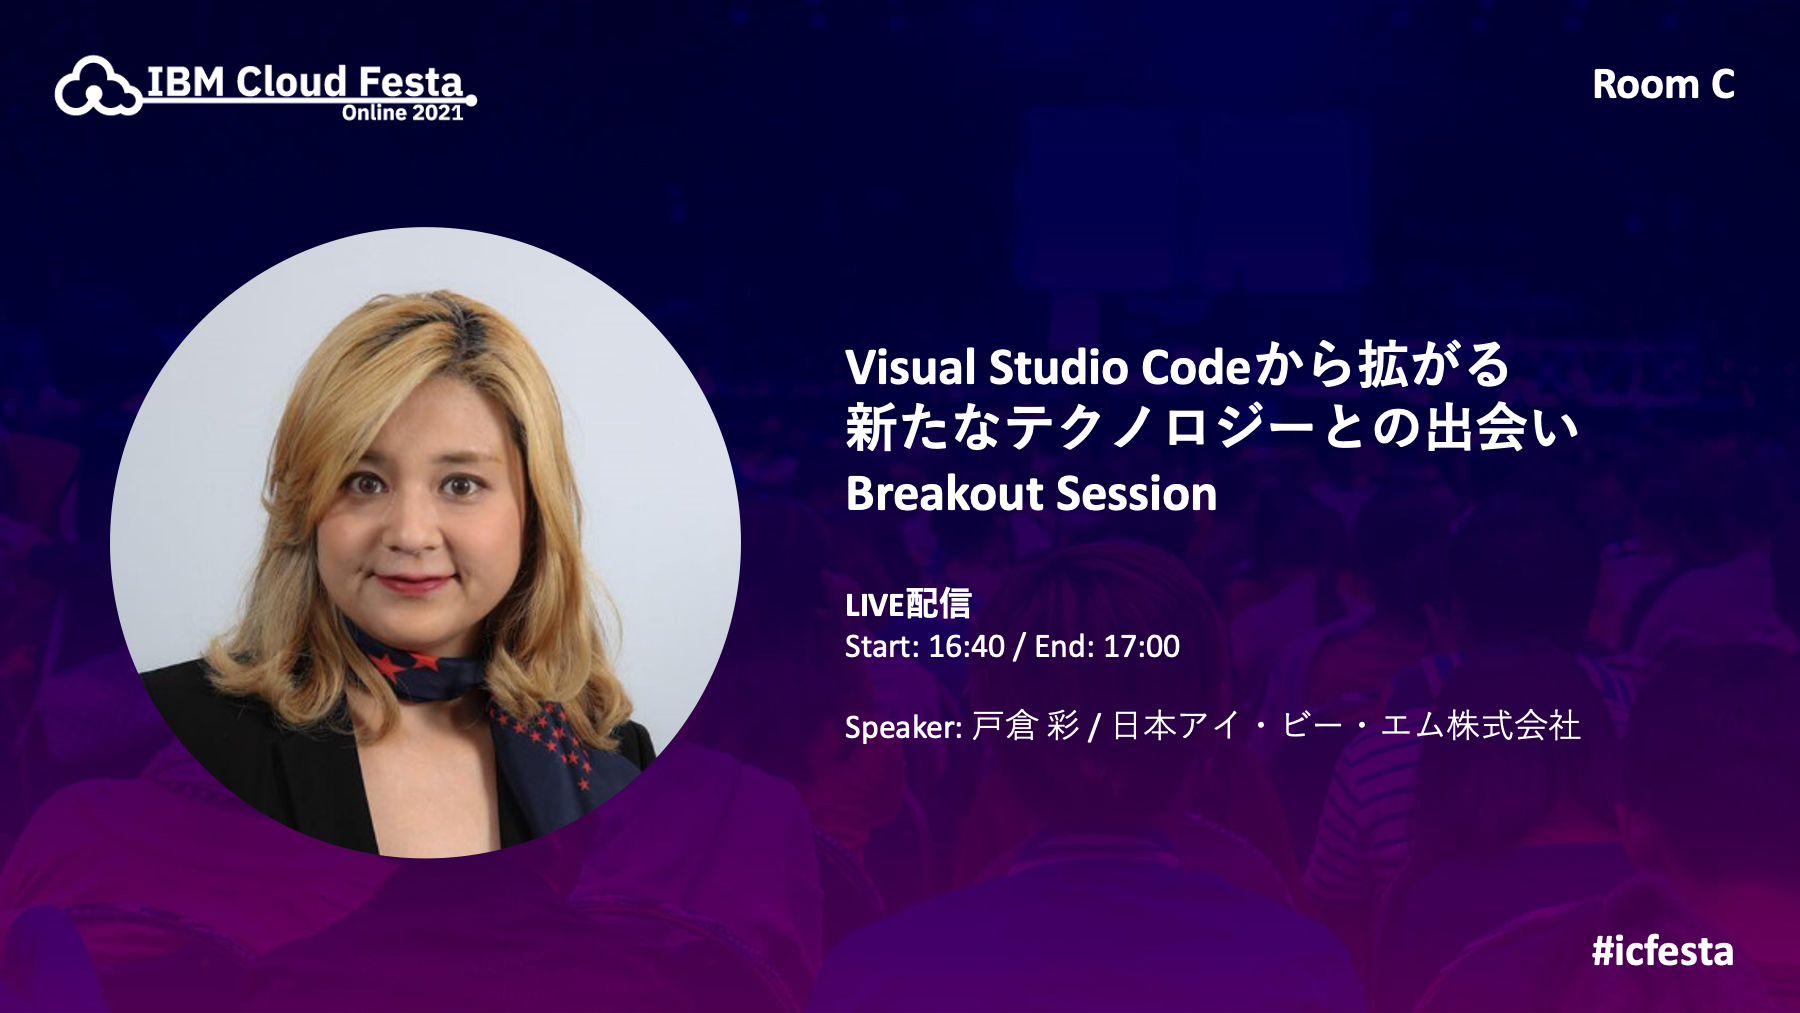 IBM Cloud Festa
Online 2021
Room C
Visual Studio Codeから拡がる
新たなテクノロジーとの出会い
Breakout Session
LIVE配信
Start: 16:40 / End: 17:00
Speaker: 戸倉 彩 / 日本アイ・ビー・エム株式会社
#icfesta